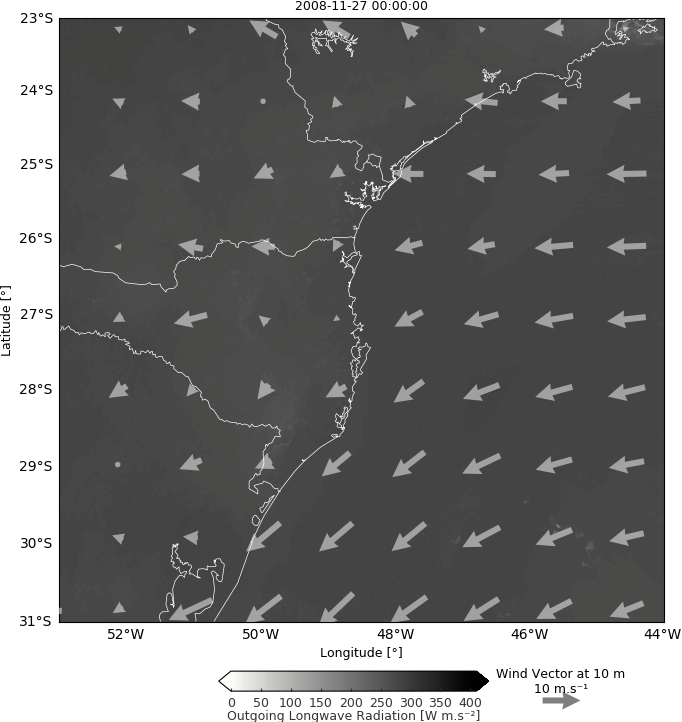 2008-11-27 00:00:00
23°S
24°S
25°S
26°S
27°S
28°S
29°S
30°S
31°S
Latitude [°]
52°W 50°W 48°W 46°W 44°W
Longitude [°]
Wind Vector at 10 m
10 m.s⁻¹
0 50 100 150 200 250 300 350 400
Outgoing Longwave Radiation [W m.s⁻²]